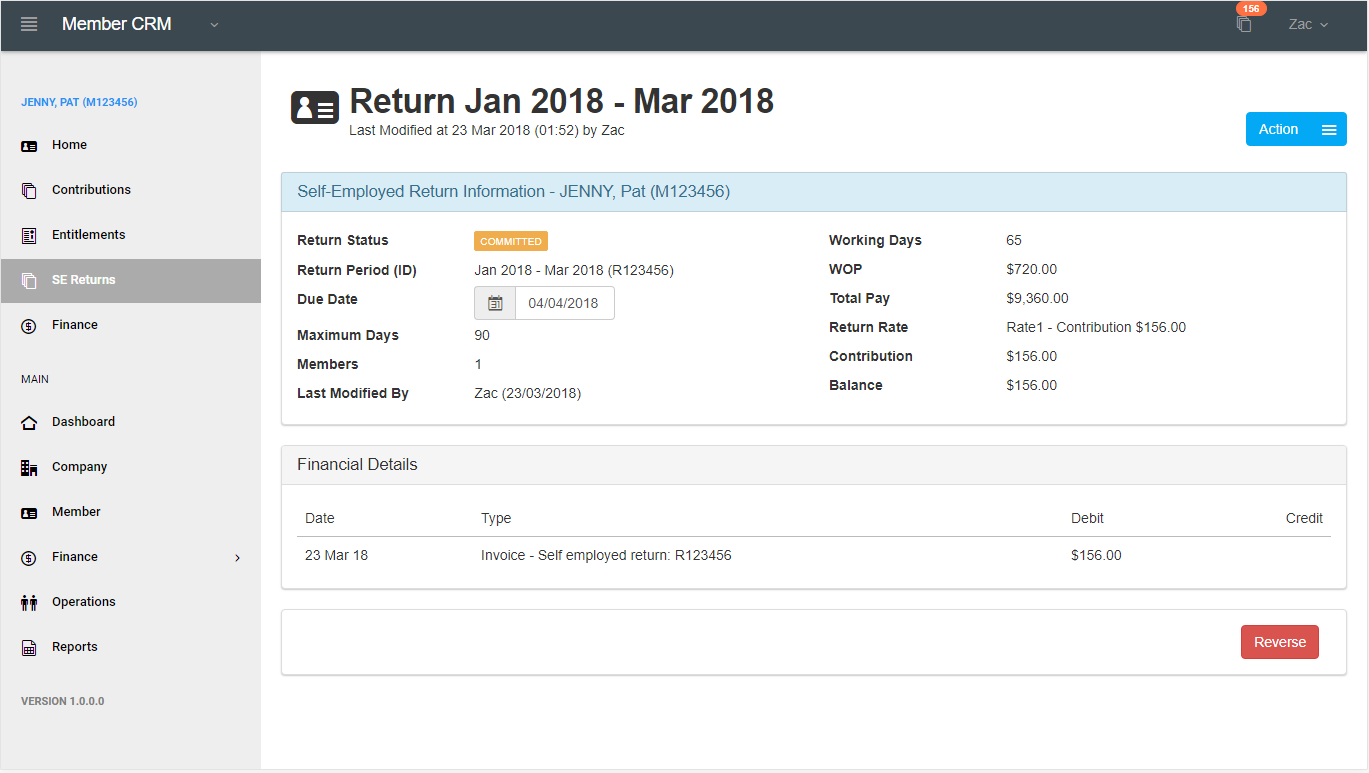 Member CRM
156
Zac
JENNY, PAT (M123456)
Home
Contributions
Entitlements
SE Returns
Finance
MAIN
Dashboard
Company
Member
Finance
Operations
Reports
VERSION 1.0.0.0
Return Jan 2018 - Mar 2018
Last Modified at 23 Mar 2018 (01:52) by Zac
Action
Self-Employed Return Information - JENNY, Pat (M123456)
Return Status COMMITTED
Return Period (ID) Jan 2018 - Mar 2018 (R123456)
Due Date 04/04/2018
Maximum Days 90
Members 1
Last Modified By Zac (23/03/2018)
Working Days 65
WOP $720.00
Total Pay $9,360.00
Return Rate Rate1 - Contribution $156.00
Contribution $156.00
Balance $156.00
Financial Details
Date Type Debit Credit
23 Mar 18 Invoice - Self employed return: R123456 $156.00
Reverse